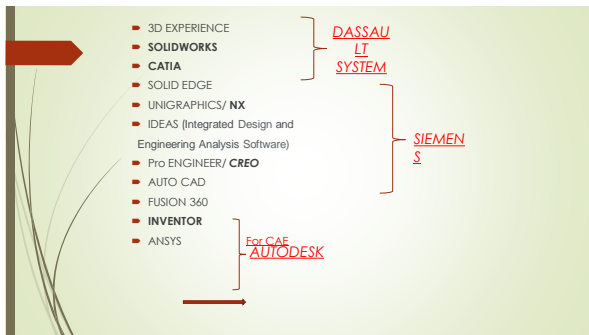 3D EXPERIENCE
SOLIDWORKS
CATIA
SOLID EDGE
UNIGRAPHICS/ NX
IDEAS (Integrated Design and
Engineering Analysis Software)
Pro ENGINEER/ CREO
AUTO CAD
FUSION 360
INVENTOR
ANSYS
DASSAU
LT
SYSTEM
SIEMEN
S
For CAE
AUTODESK